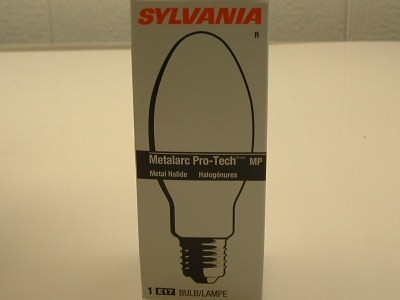 SYLVANIA
R
Metalarc Pro-Tech™ MP
Metal Halide Halogénures
1 E17 BULB/LAMPE